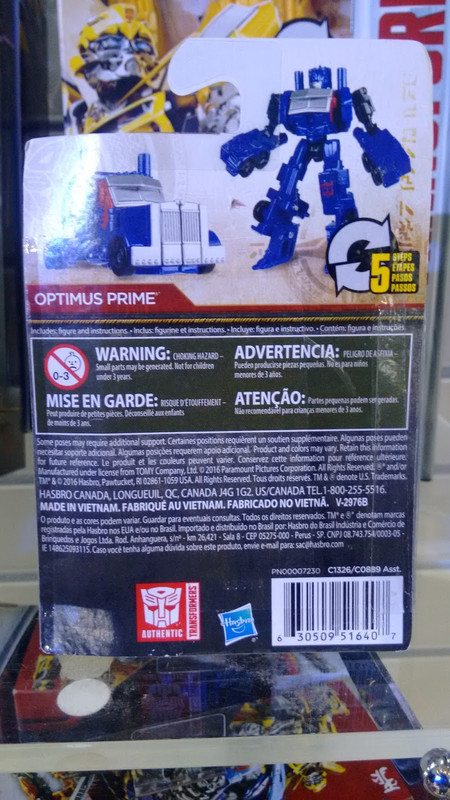 5 STEPS
ÉTAPES
PASOS
PASSOS
OPTIMUS PRIME
Includes: figure and instructions. • Inclus: figurine et instructions. • Incluye: figura e instructivo. • Contém: figura e instruções.
0-3
WARNING: CHOKING HAZARD –
Small parts may be generated. Not for children
under 3 years.
ADVERTENCIA: PELIGRO DE ASFIXIA –
Pueden producirse piezas pequeñas. No es para niños
menores de 3 años.
MISE EN GARDE: RISQUE D'ÉTOUFFEMENT –
Peut produire de petites pièces. Déconseillé aux enfants
de moins de 3 ans.
ATENÇÃO: Partes pequenas podem ser geradas.
Não recomendável para crianças menores de 3 anos.
Some poses may require additional support. Certaines positions requièrent un soutien supplémentaire. Algunas poses pueden
necesitar soporte adicional. Algumas posições requerem apoio adicional. Product and colors may vary. Retain this information
for future reference. Le produit et les couleurs peuvent varier. Conservez cette information pour référence ultérieure.
Manufactured under license from TOMY Company, Ltd. © 2016 Paramount Pictures Corporation. All Rights Reserved. ® and/or
TM & © 2016 Hasbro, Pawtucket, RI 02861-1059 USA. All Rights Reserved. Tous droits réservés. TM & ® denote U.S. Trademarks.
HASBRO CANADA, LONGUEUIL, QC, CANADA J4G 1G2. US/CANADA TEL.1-800-255-5516.
MADE IN VIETNAM. FABRIQUÉ AU VIETNAM. FABRICADO NO VIETNÃ. V-2976B
O produto e as cores podem variar. Guardar para eventuais consultas. Todos os direitos reservados. TM e ® denotam marcas
registradas pela Hasbro nos EUA e/ou no Brasil. Importado e distribuído no Brasil por: Hasbro do Brasil Indústria e Comércio de
Brinquedos e Jogos Ltda. Rod. Anhanguera, s/nº - km 26,421 - Sala 8 - CEP 05275-000 - Perus - SP. CNPJ 08.743.754/0003-05 -
IE 148625093115. Caso você tenha alguma dúvida sobre este produto, envie e-mail para: sac@hasbro.com
PN00007230 C1326/C0889 Asst.
AUTHENTIC
TRANSFORMERS
Hasbro
6 30509 51640 7